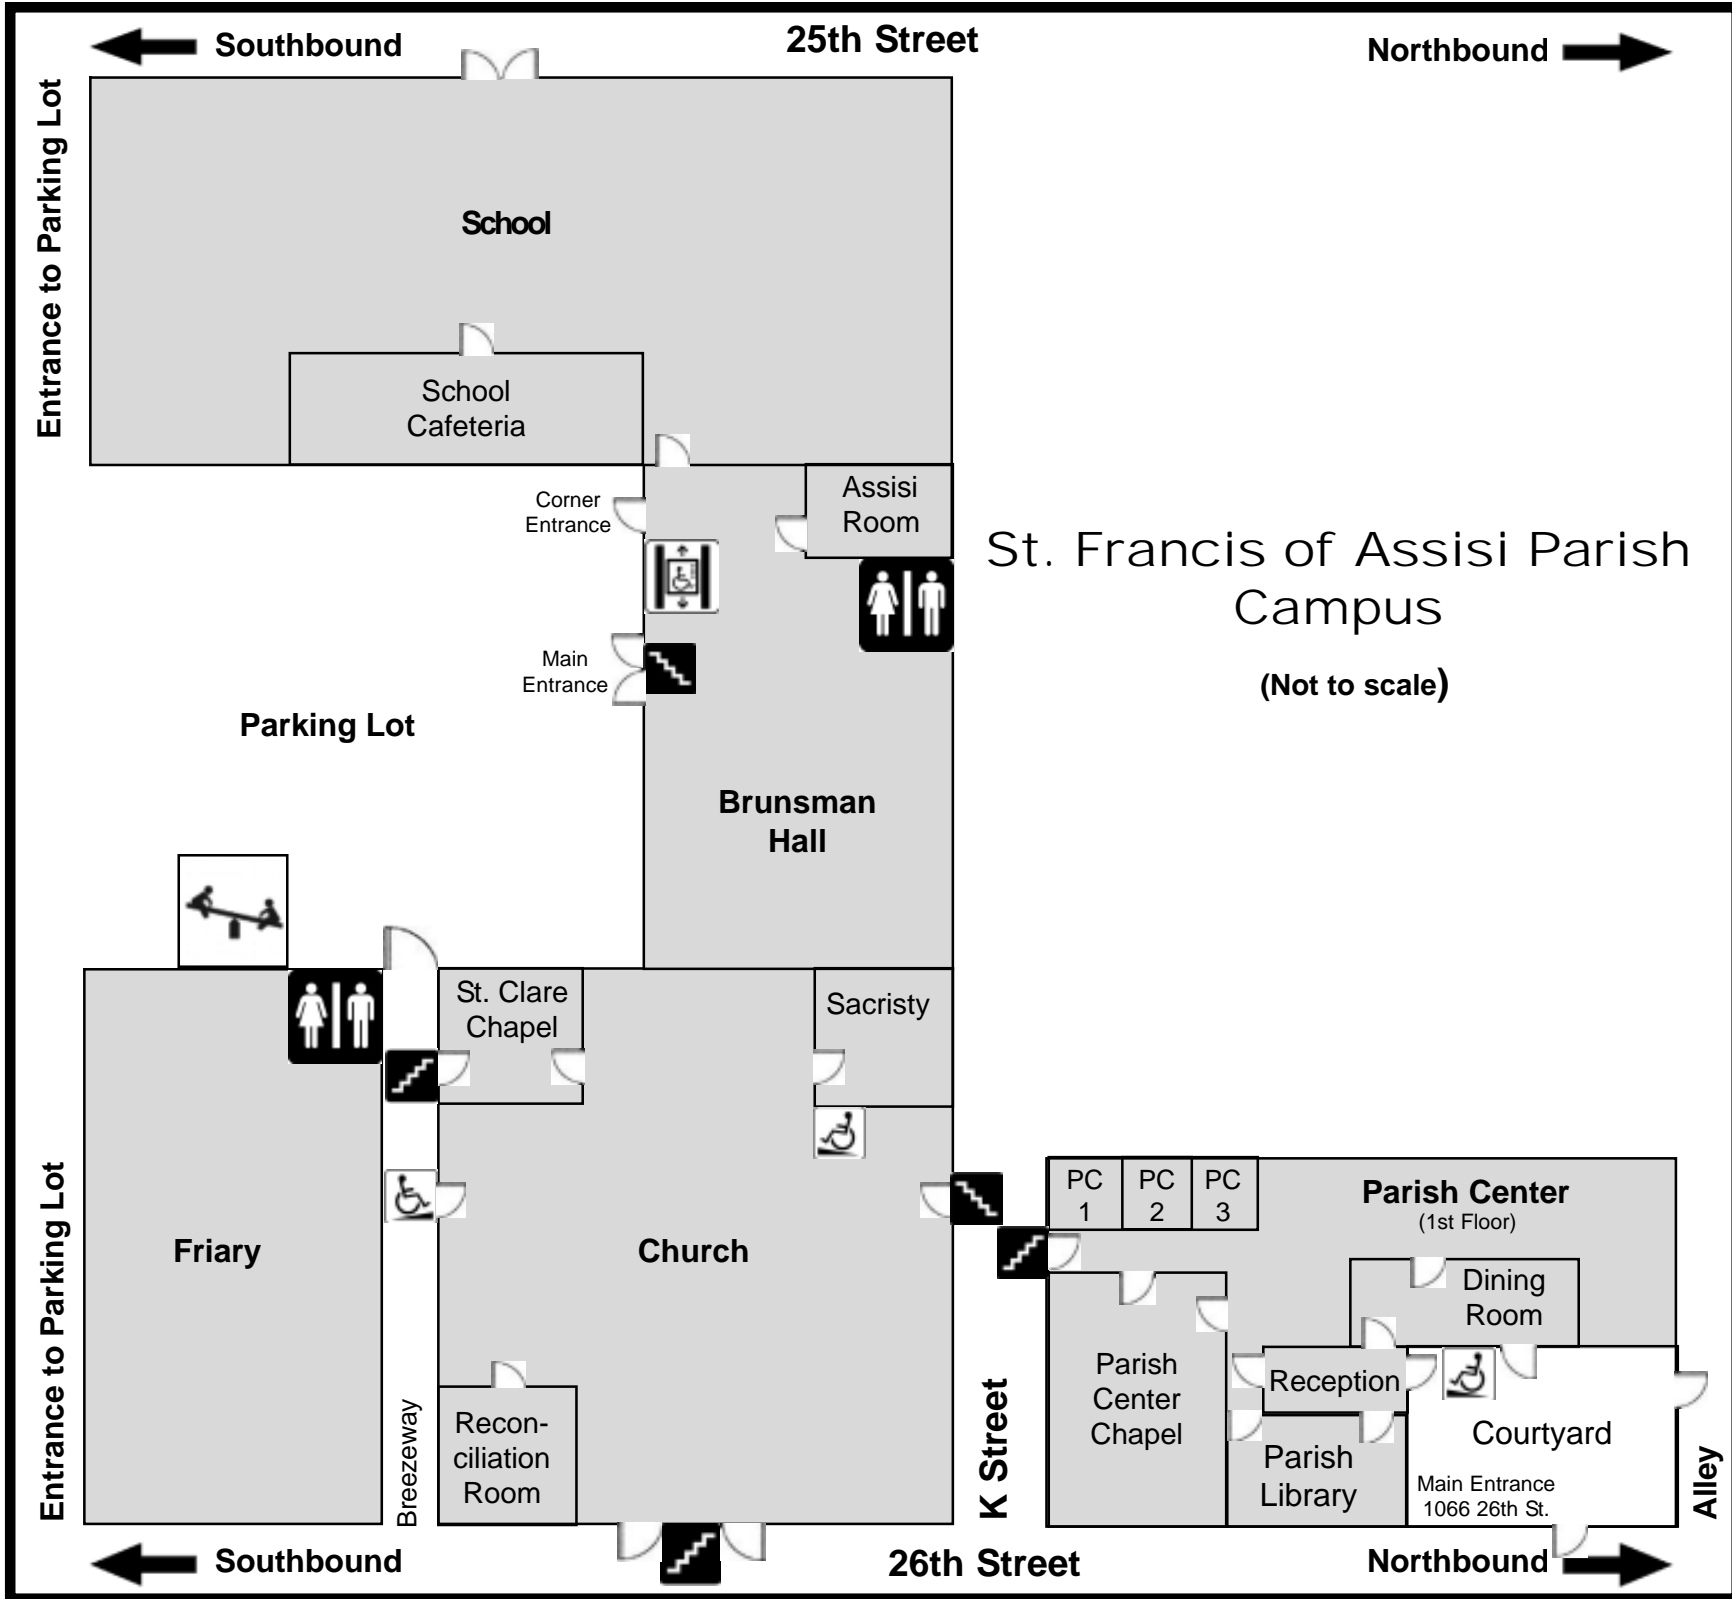 Southbound
25th Street
Northbound
Entrance to Parking Lot
School
School
Cafeteria
Corner
Entrance
Assisi
Room
St. Francis of Assisi Parish
Campus
(Not to scale)
Main
Entrance
Parking Lot
Brunsman
Hall
St. Clare
Chapel
Sacristy
Entrance to Parking Lot
Friary
Breezeway
Church
Recon-
ciliation
Room
K Street
PC
1
PC
2
PC
3
Parish Center
(1st Floor)
Dining
Room
Parish
Center
Chapel
Reception
Parish
Library
Courtyard
Main Entrance
1066 26th St.
Alley
Southbound
26th Street
Northbound